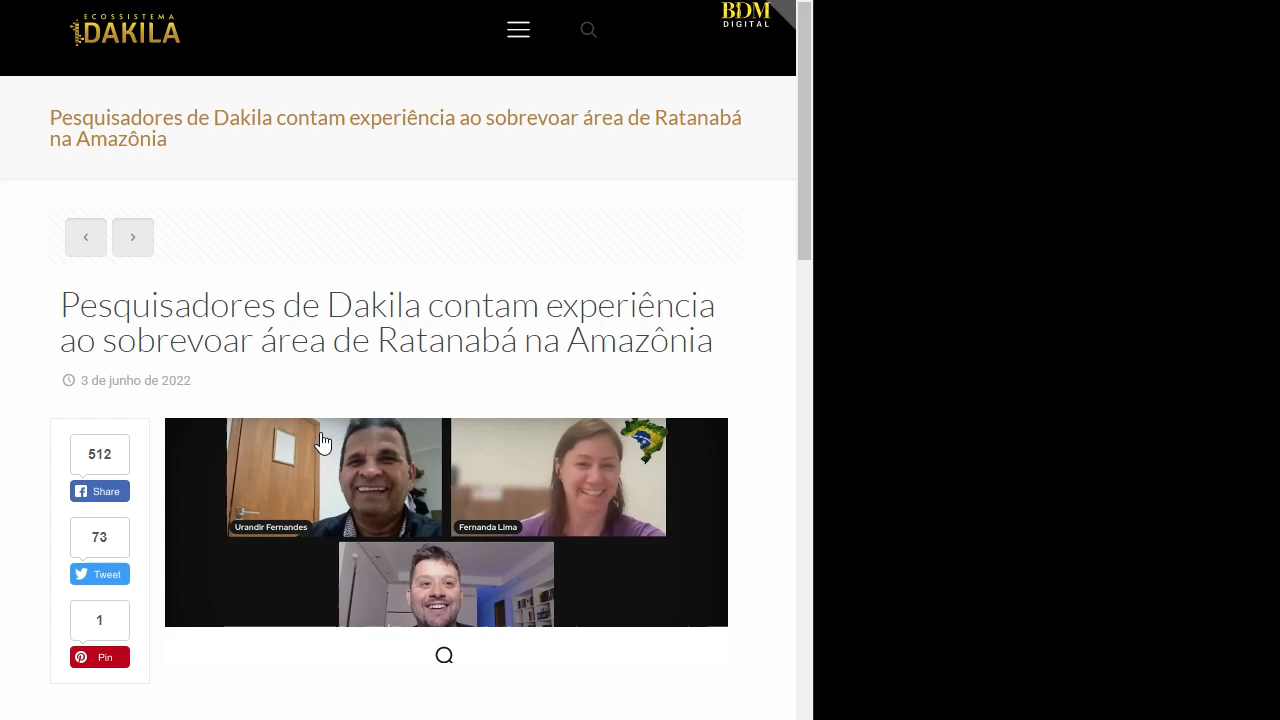 ECOSSISTEMA
DAKILA
BDM
DIGITAL
Pesquisadores de Dakila contam experiência ao sobrevoar área de Ratanabá
na Amazônia
Pesquisadores de Dakila contam experiência
ao sobrevoar área de Ratanabá na Amazônia
3 de junho de 2022
512
Share
73
Tweet
1
Pin
Urandir Fernandes
Fernanda Lima